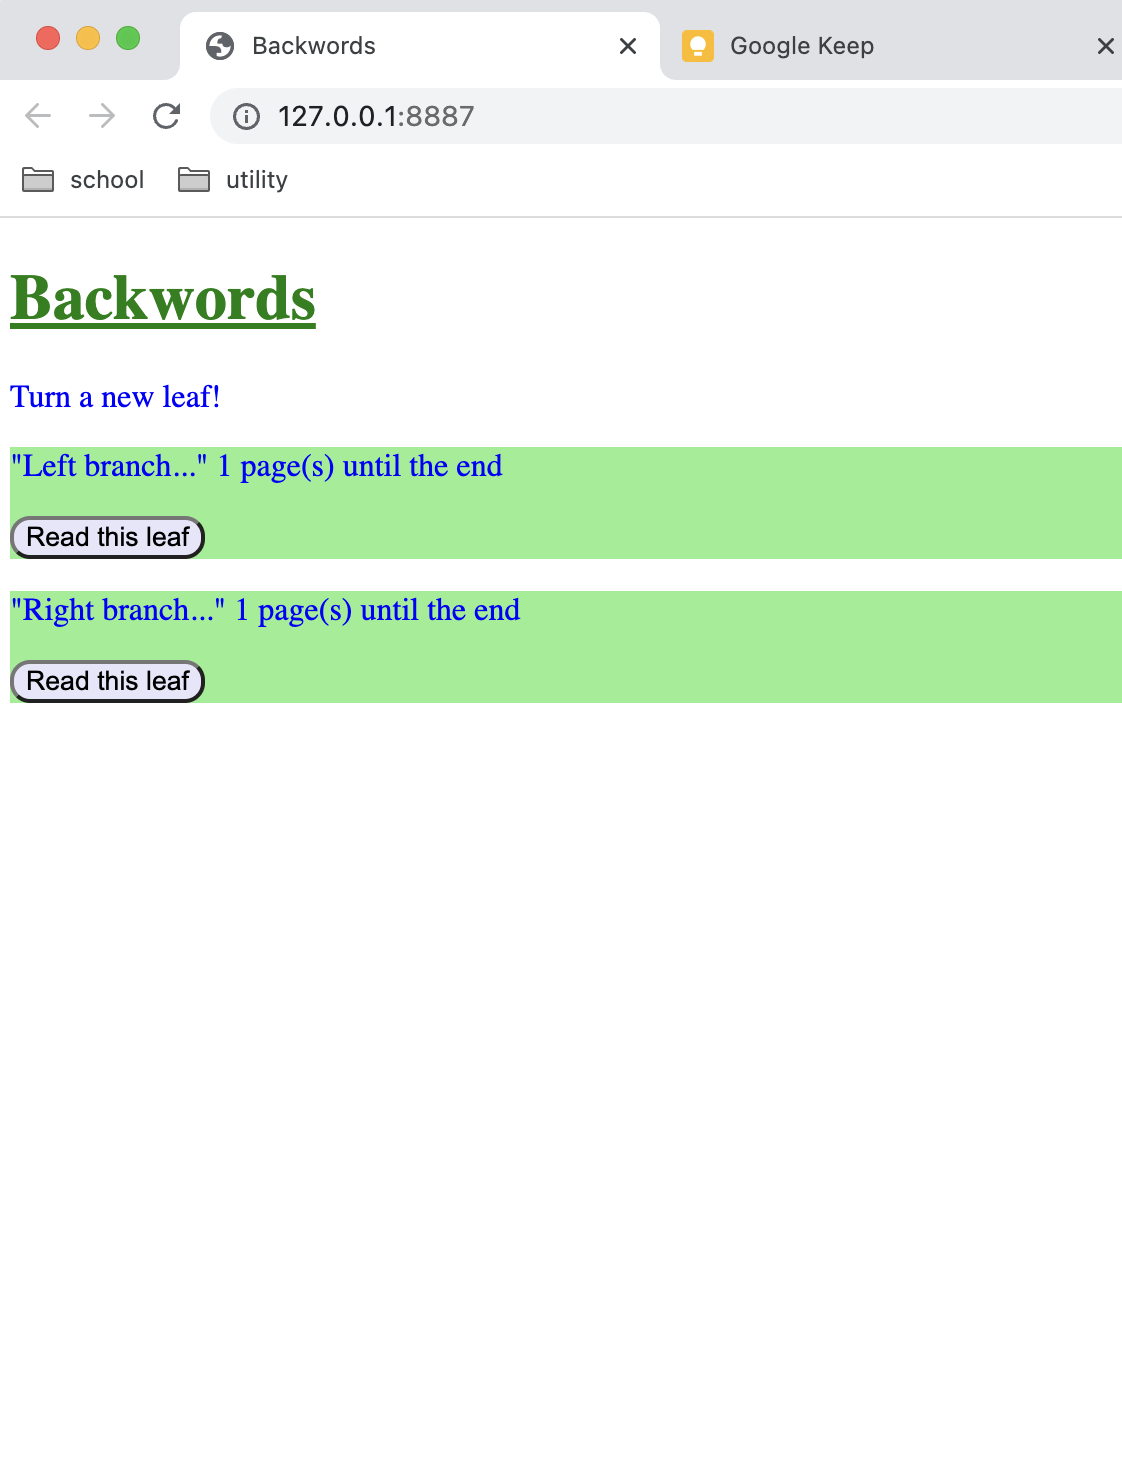 Backwords
Google Keep
127.0.0.1:8887
school utility
Backwords
Turn a new leaf!
"Left branch..." 1 page(s) until the end
Read this leaf
"Right branch..." 1 page(s) until the end
Read this leaf